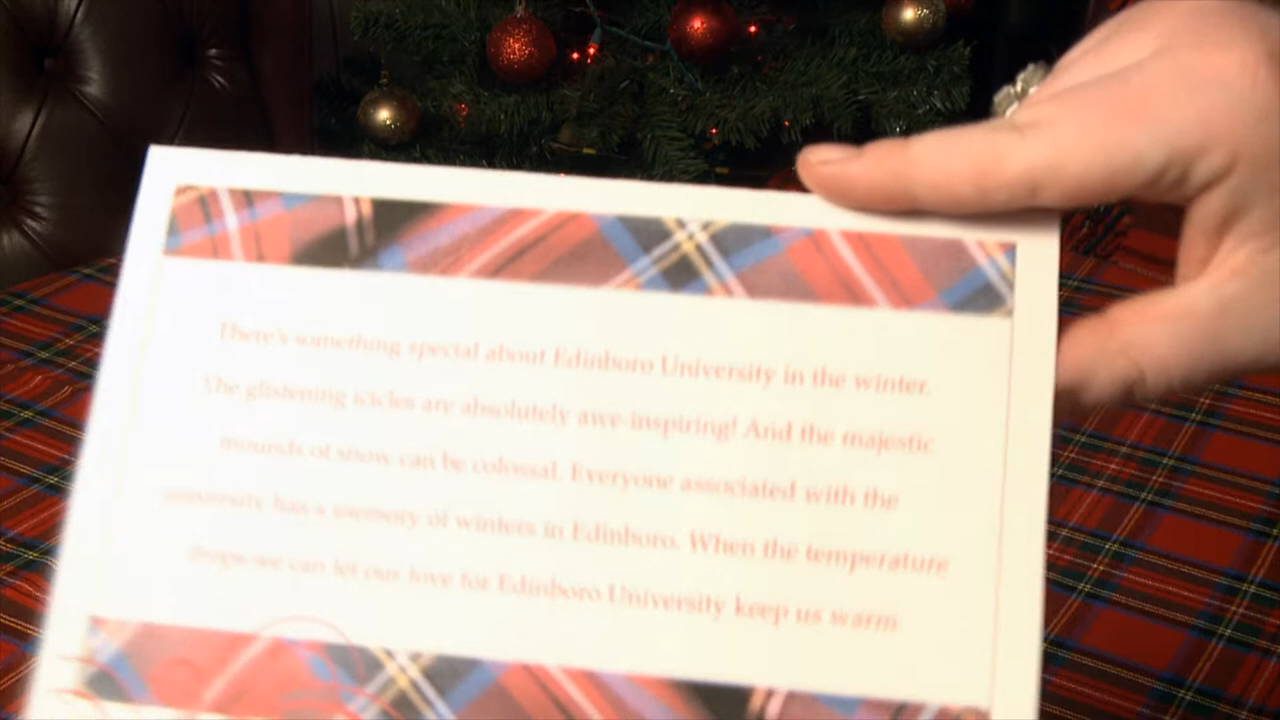 There's something special about Edinboro University in the winter.
The glistening icicles are absolutely awe-inspiring! And the majestic
mounds of snow can be colossal. Everyone associated with the
university has a memory of winters in Edinboro. When the temperature
drops we can let our love for Edinboro University keep us warm.